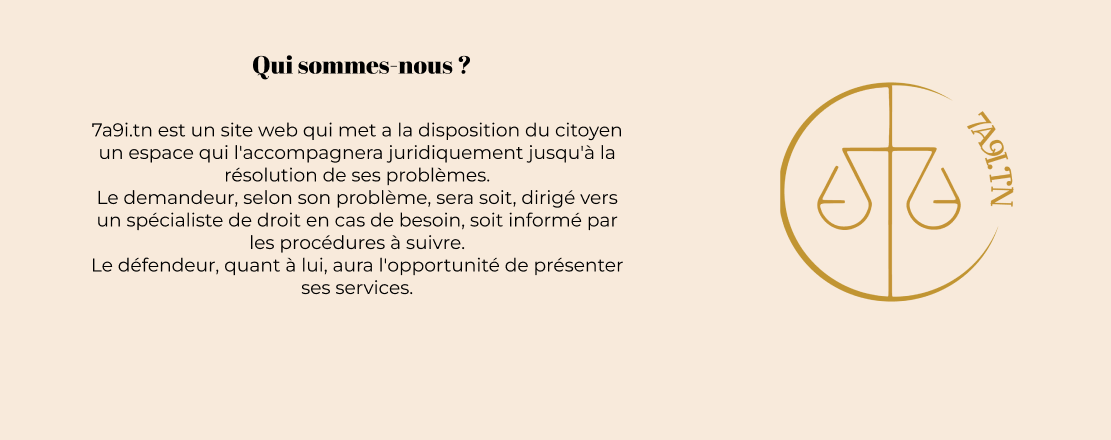 Qui sommes-nous ?
7a9i.tn est un site web qui met a la disposition du citoyen
un espace qui l'accompagnera juridiquement jusqu'à la
résolution de ses problèmes.
Le demandeur, selon son problème, sera soit, dirigé vers
un spécialiste de droit en cas de besoin, soit informé par
les procédures à suivre.
Le défendeur, quant à lui, aura l'opportunité de présenter
ses services.
7A9I.TN